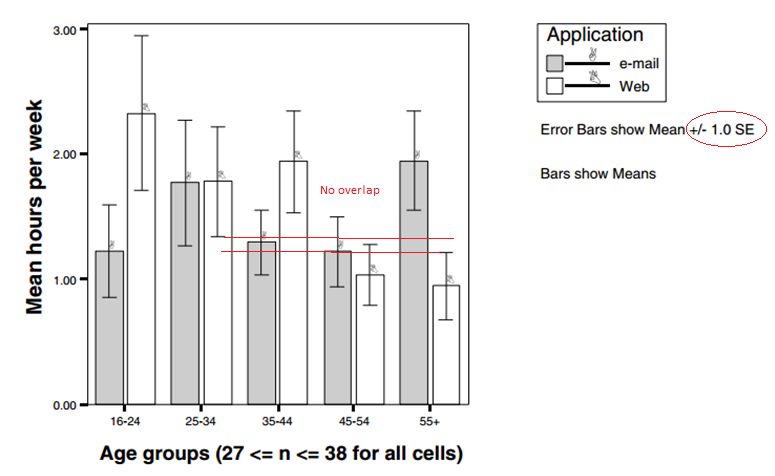 3.00
2.00
1.00
0.00
Mean hours per week
No overlap
16-24
25-34
35-44
45-54
55+
Age groups (27 <= n <= 38 for all cells)
Application
e-mail
Web
Error Bars show Mean +/- 1.0 SE
Bars show Means